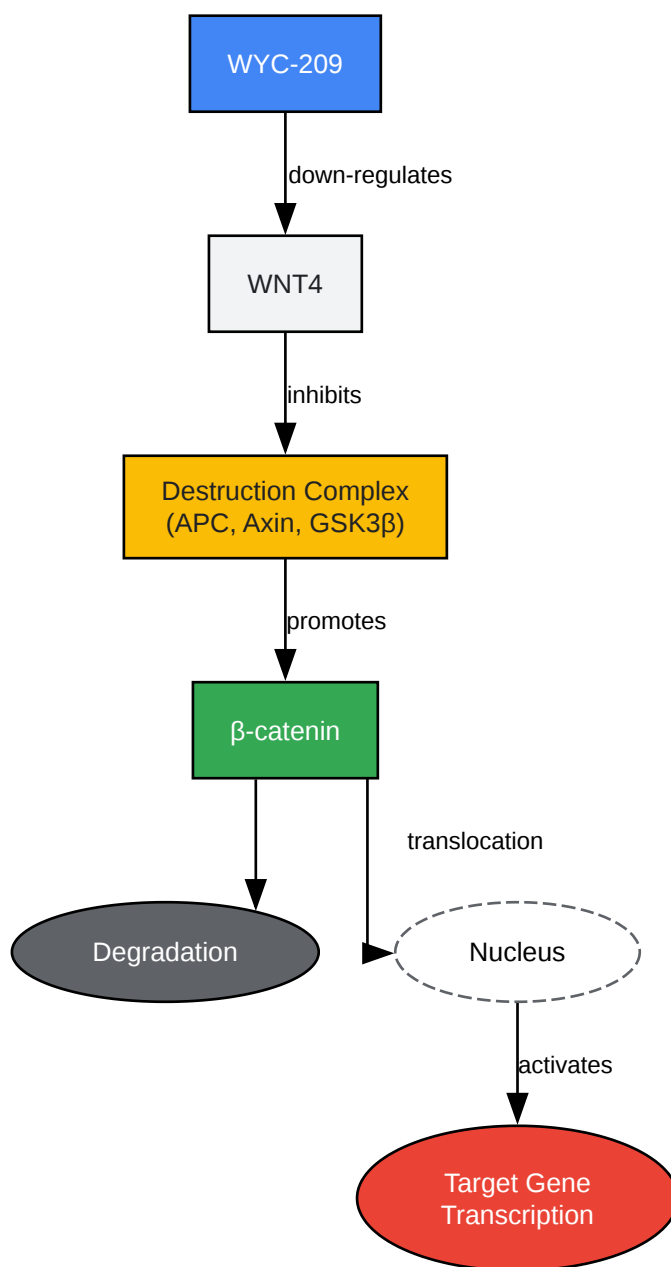 WYC-209
down-regulates
WNT4
inhibits
Destruction Complex
(APC, Axin, GSK3β)
promotes
β-catenin
translocation
Degradation
Nucleus
activates
Target Gene
Transcription